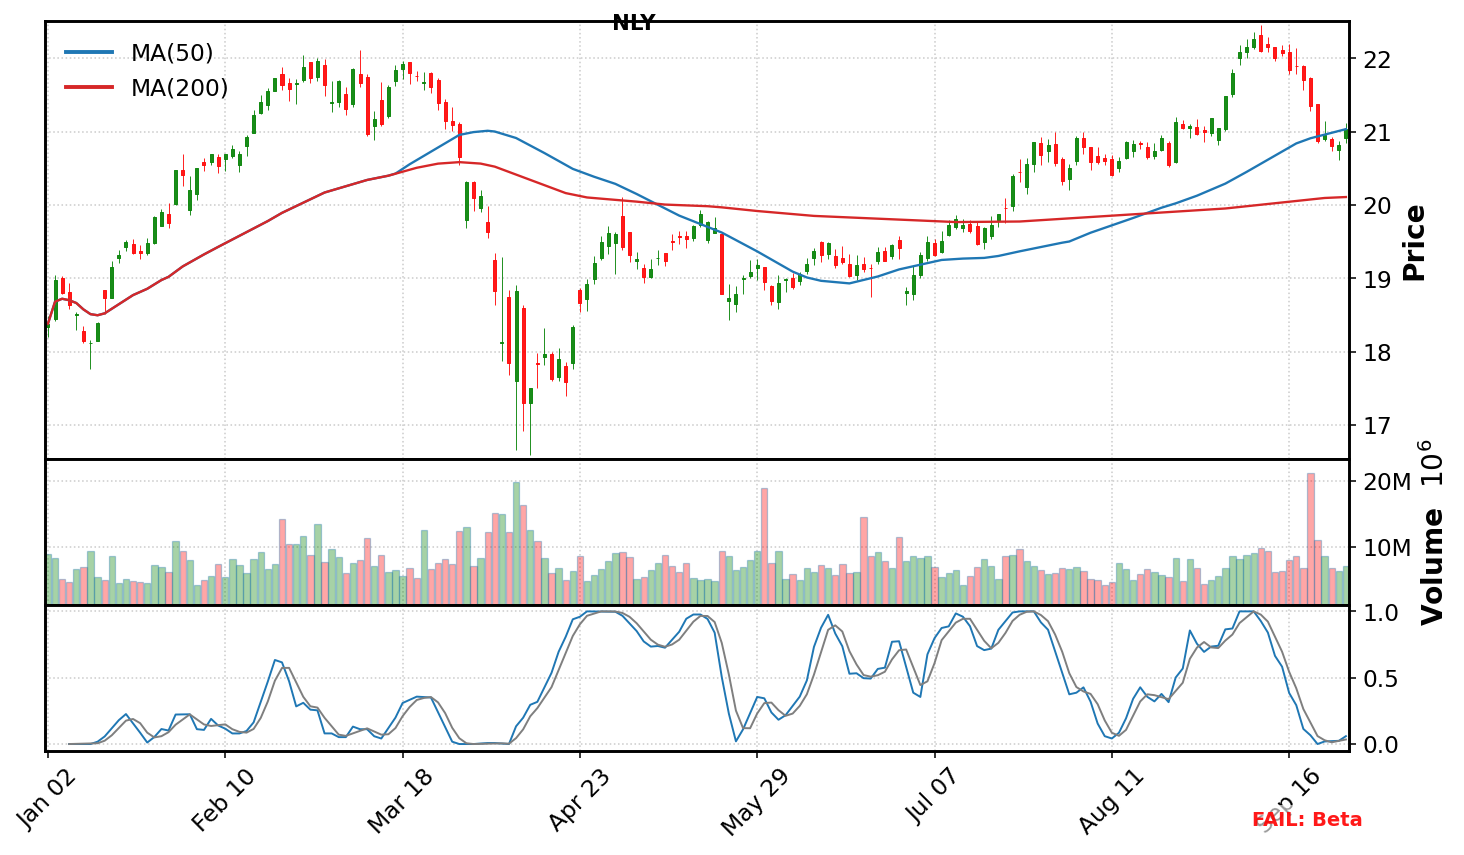 NLY
MA(50)
MA(200)
22
21
20
19
18
17
Price
20M
10M
Volume 10^6
1.0
0.5
0.0
Jan 02
Feb 10
Mar 18
Apr 23
May 29
Jul 07
Aug 11
Sep 16
FAIL: Beta